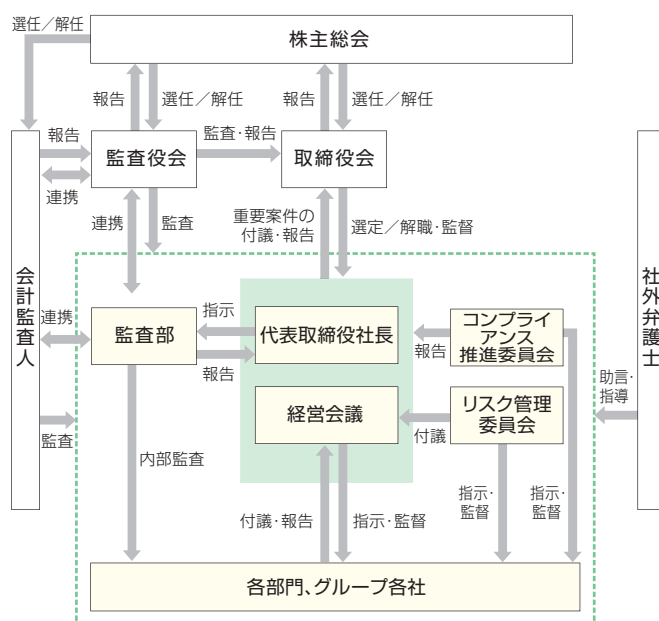 選任／解任
株主総会
報告
選任／解任
報告
選任／解任
報告
監査役会
監査・報告
取締役会
連携
連携
監査
重要案件の
付議・報告
選定／解職・監督
会計監査人
社外弁護士
連携
監査部
指示
報告
代表取締役社長
報告
コンプライ
アンス
推進委員会
経営会議
付議
リスク管理
委員会
助言・
指導
監査
内部監査
付議・報告
指示・監督
指示・
監督
指示・
監督
各部門、グループ各社